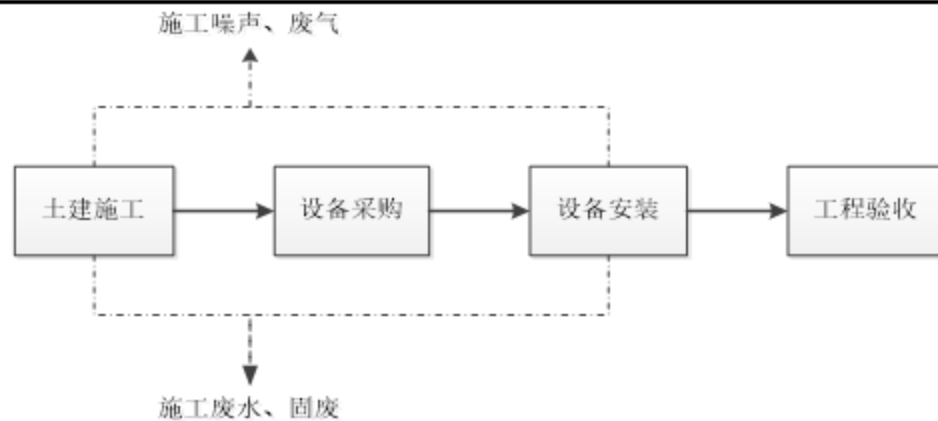 施工噪声、废气
土建施工
设备采购
设备安装
工程验收
施工废水、固废